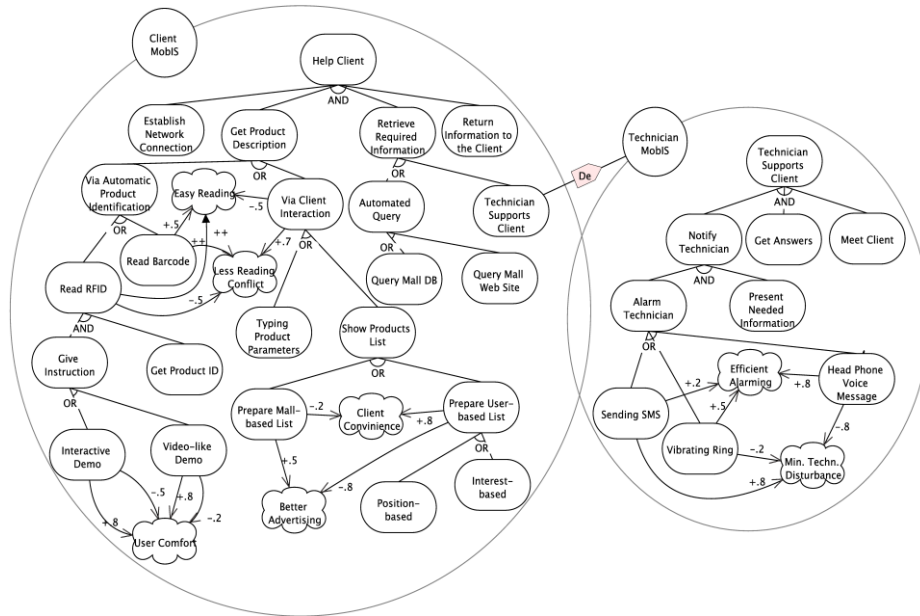 Client
MobIS
Help Client
AND
Establish
Network
Connection
Get Product
Description
Retrieve
Required
Information
Return
Information to
the Client
OR
OR
Via Automatic
Product
Identification
Easy Reading
Via Client
Interaction
Automated
Query
Technician
Supports
Client
De
Technician
MobIS
OR
+.5
-.5
++
++
+.7
OR
OR
Read Barcode
Less Reading
Conflict
Query Mall DB
Query Mall
Web Site
Read RFID
-.5
AND
Typing
Product
Parameters
Show Products
List
OR
Give
Instruction
Get Product ID
OR
Prepare Mall-
based List
-.2
Client
Convinience
+.8
Prepare User-
based List
OR
+.5
-.8
Interactive
Demo
Video-like
Demo
Better
Advertising
Position-
based
Interest-
based
+.8
-.5
+.8
-.2
User Comfort
Technician
Supports
Client
AND
Notify
Technician
Get Answers
Meet Client
AND
Alarm
Technician
Present
Needed
Information
OR
Efficient
Alarming
Head Phone
Voice
Message
+.2
+.5
+.8
Sending SMS
Vibrating Ring
-.2
-.8
+.8
Min. Techn.
Disturbance